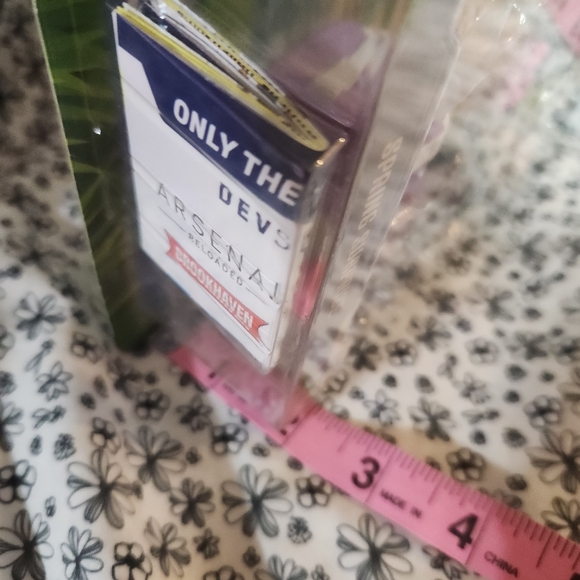 ONLY THE
DEVS
ARSENAL
RELOADED
BROOKHAVEN
3
MADE IN
4
CHINA